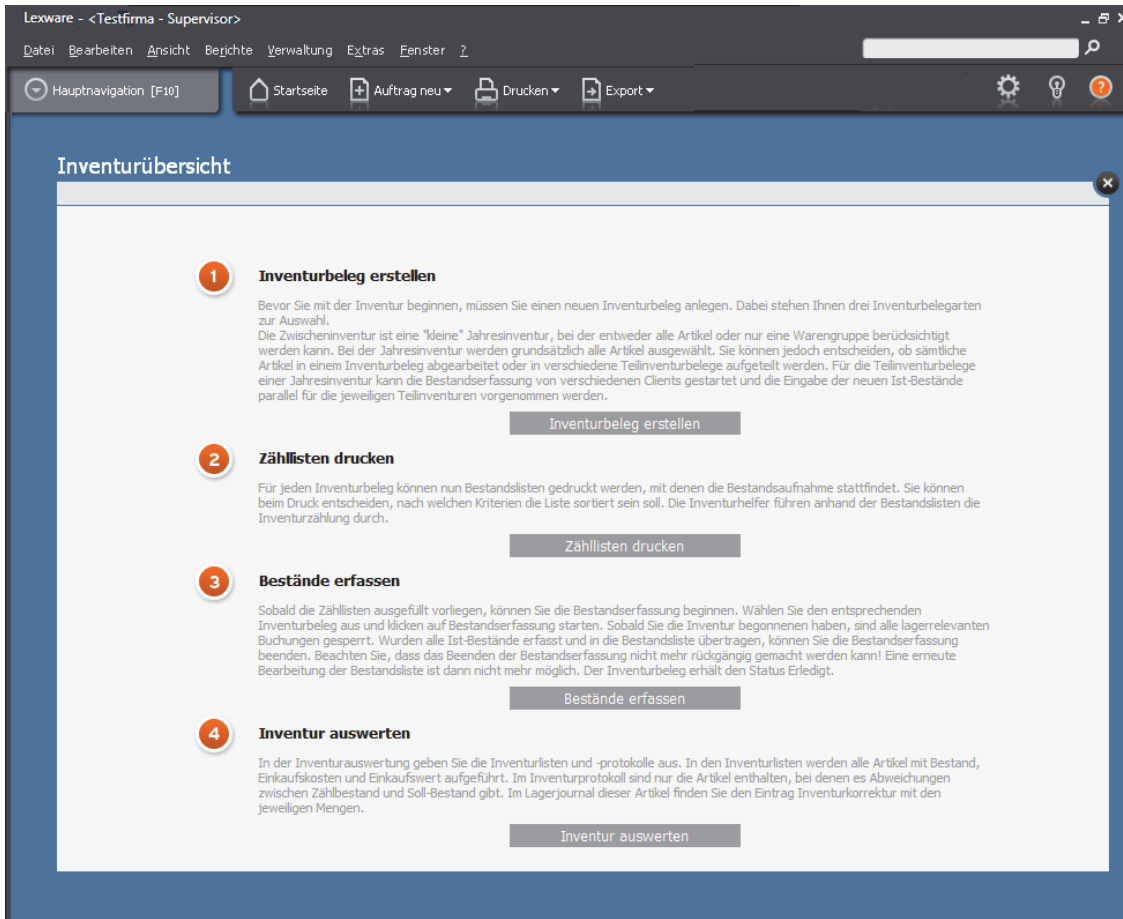 Lexware - <Testfirma - Supervisor>
Datei Bearbeiten Ansicht Berichte Verwaltung Extras Fenster ?
Hauptnavigation [F10] Startseite Auftrag neu Drucken Export ?
Inventurübersicht
1 Inventurbeleg erstellen
Bevor Sie mit der Inventur beginnen, müssen Sie einen neuen Inventurbeleg anlegen. Dabei stehen Ihnen drei Inventurbelegarten
zur Auswahl.
Die Zwischeninventur ist eine "kleine" Jahresinventur, bei der entweder alle Artikel oder nur eine Warengruppe berücksichtigt
werden kann. Bei der Jahresinventur werden grundsätzlich alle Artikel ausgewählt. Sie können jedoch entscheiden, ob sämtliche
Artikel in einem Inventurbeleg abgearbeitet oder in verschiedene Teilinventurbelege aufgeteilt werden. Für die Teilinventurbelege
einer Jahresinventur kann die Bestandserfassung von verschiedenen Clients gestartet und die Eingabe der neuen Ist-Bestände
parallel für die jeweiligen Teilinventuren vorgenommen werden.
Inventurbeleg erstellen
2 Zähllisten drucken
Für jeden Inventurbeleg können nun Bestandslisten gedruckt werden, mit denen die Bestandsaufnahme stattfindet. Sie können
beim Druck entscheiden, nach welchen Kriterien die Liste sortiert sein soll. Die Inventurhelfer führen anhand der Bestandslisten die
Inventurzählung durch.
Zähllisten drucken
3 Bestände erfassen
Sobald die Zähllisten ausgefüllt vorliegen, können Sie die Bestandserfassung beginnen. Wählen Sie den entsprechenden
Inventurbeleg aus und klicken auf Bestandserfassung starten. Sobald Sie die Inventur begonnenen haben, sind alle lagerrelevanten
Buchungen gesperrt. Wurden alle Ist-Bestände erfasst und in die Bestandsliste übertragen, können Sie die Bestandserfassung
beenden. Beachten Sie, dass das Beenden der Bestandserfassung nicht mehr rückgängig gemacht werden kann! Eine erneute
Bearbeitung der Bestandsliste ist dann nicht mehr möglich. Der Inventurbeleg erhält den Status Erledigt.
Bestände erfassen
4 Inventur auswerten
In der Inventurauswertung geben Sie die Inventurlisten und -protokolle aus. In den Inventurlisten werden alle Artikel mit Bestand,
Einkaufskosten und Einkaufswert aufgeführt. Im Inventurprotokoll sind nur die Artikel enthalten, bei denen es Abweichungen
zwischen Zählbestand und Soll-Bestand gibt. Im Lagerjournal dieser Artikel finden Sie den Eintrag Inventurkorrektur mit den
jeweiligen Mengen.
Inventur auswerten